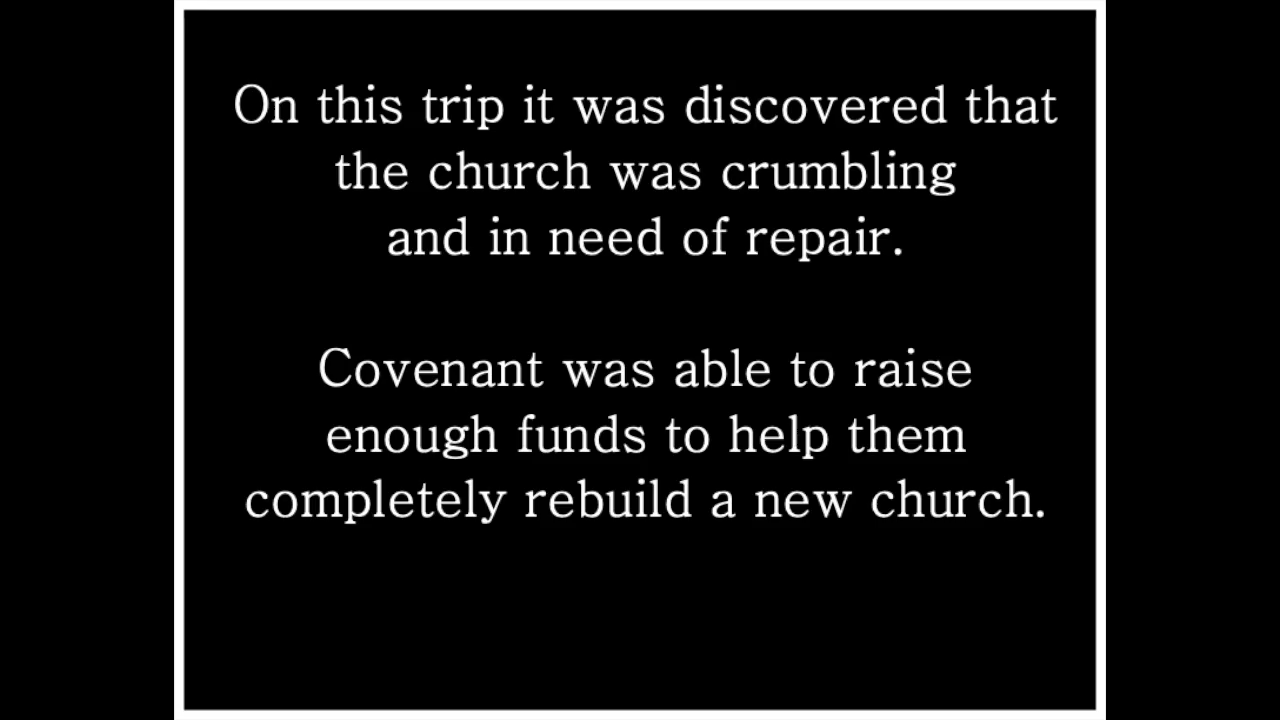 On this trip it was discovered that
the church was crumbling
and in need of repair.
Covenant was able to raise
enough funds to help them
completely rebuild a new church.